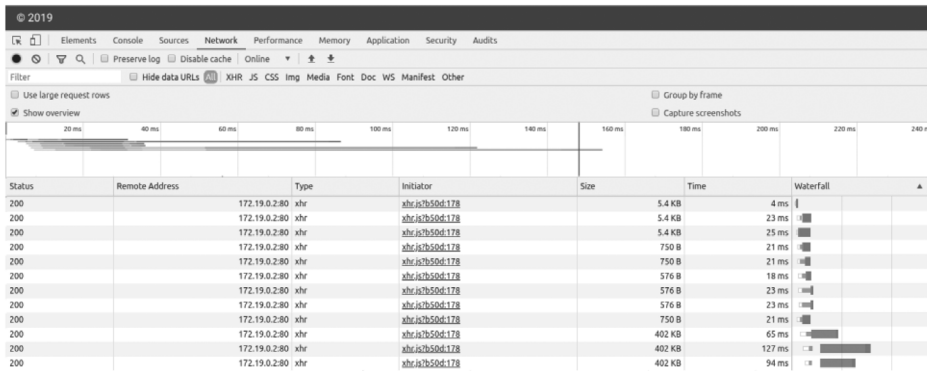 © 2019
Elements Console Sources Network Performance Memory Application Security Audits
Preserve log Disable cache Online
Filter Hide data URLs All XHR JS CSS Img Media Font Doc WS Manifest Other
Use large request rows Group by frame
Show overview Capture screenshots
20 ms 40 ms 60 ms 80 ms 100 ms 120 ms 140 ms 160 ms 180 ms 200 ms 220 ms 240
Status Remote Address Type Initiator Size Time Waterfall
200 172.19.0.2:80 xhr xhr.js?b50d:178 5.4 KB 4 ms
200 172.19.0.2:80 xhr xhr.js?b50d:178 5.4 KB 23 ms
200 172.19.0.2:80 xhr xhr.js?b50d:178 5.4 KB 25 ms
200 172.19.0.2:80 xhr xhr.js?b50d:178 750 B 21 ms
200 172.19.0.2:80 xhr xhr.js?b50d:178 750 B 21 ms
200 172.19.0.2:80 xhr xhr.js?b50d:178 576 B 18 ms
200 172.19.0.2:80 xhr xhr.js?b50d:178 576 B 23 ms
200 172.19.0.2:80 xhr xhr.js?b50d:178 576 B 23 ms
200 172.19.0.2:80 xhr xhr.js?b50d:178 750 B 21 ms
200 172.19.0.2:80 xhr xhr.js?b50d:178 402 KB 65 ms
200 172.19.0.2:80 xhr xhr.js?b50d:178 402 KB 127 ms
200 172.19.0.2:80 xhr xhr.js?b50d:178 402 KB 94 ms